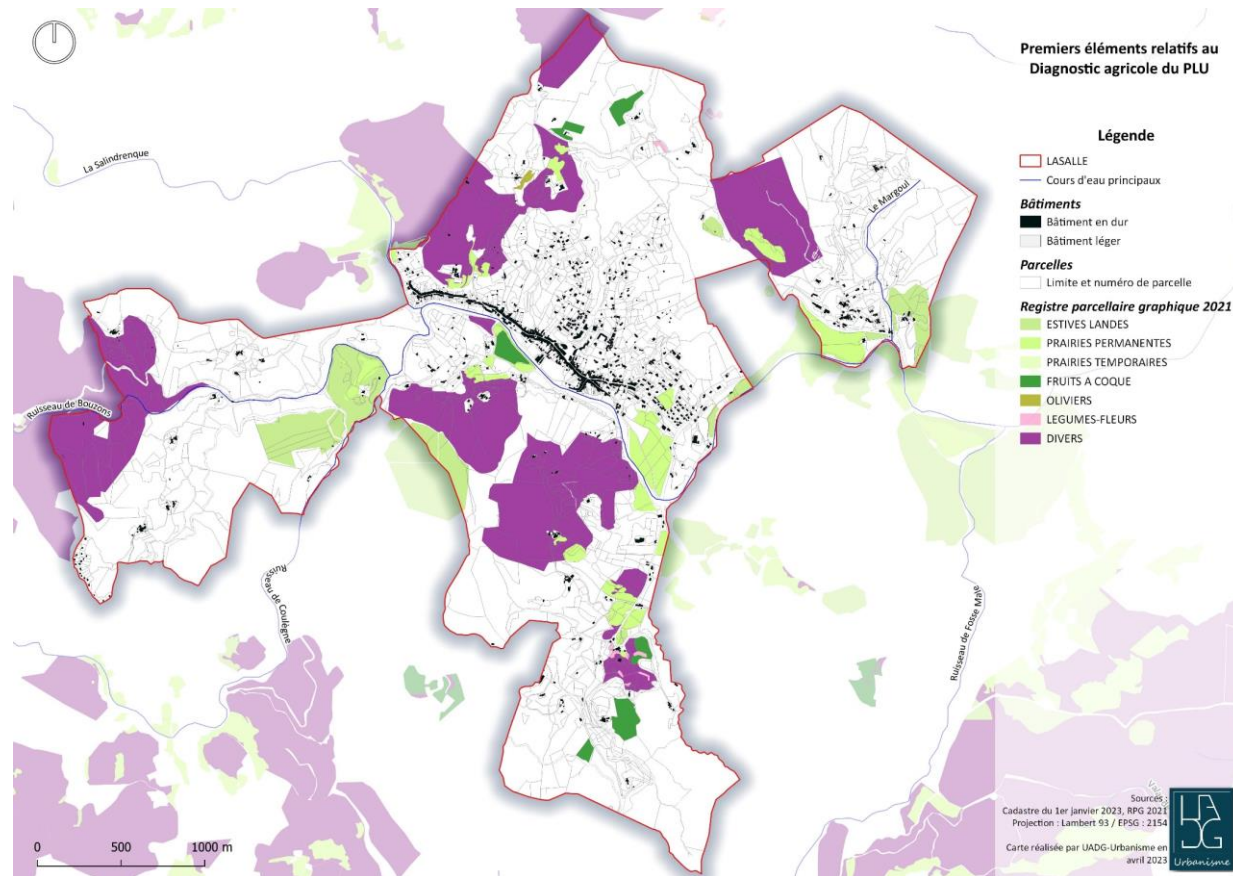 Premiers éléments relatifs au
Diagnostic agricole du PLU
Légende
LASALLE
Cours d'eau principaux
Bâtiments
Bâtiment en dur
Bâtiment léger
Parcelles
Limite et numéro de parcelle
Registre parcellaire graphique 2021
ESTIVES LANDES
PRAIRIES PERMANENTES
PRAIRIES TEMPORAIRES
FRUITS A COQUE
OLIVIERS
LEGUMES-FLEURS
DIVERS
La Salindrenque
Le Margoul
Ruisseau de Bouzons
Ruisseau de Coulègne
Ruisseau de Fosse Male
0 500 1000 m
Sources :
Cadastre du 1er janvier 2023, RPG 2021
Projection : Lambert 93 / EPSG : 2154
Carte réalisée par UADG-Urbanisme en
avril 2023
UADG
Urbanisme